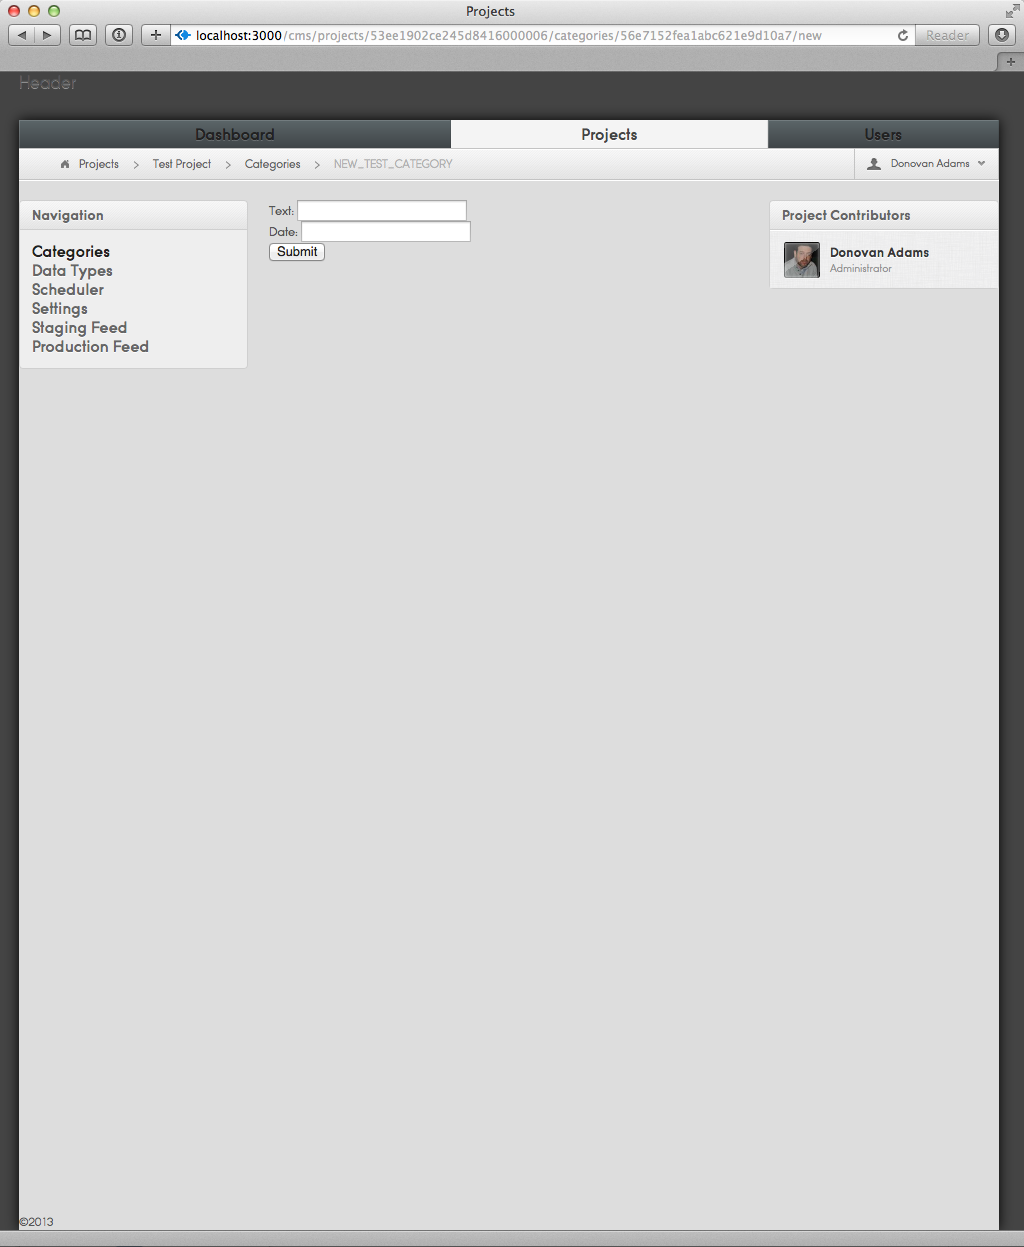 Projects
localhost:3000/cms/projects/53ee1902ce245d8416000006/categories/56e7152fea1abc621e9d10a7/new
Reader
Header
Dashboard
Projects
Users
Projects > Test Project > Categories > NEW_TEST_CATEGORY
Donovan Adams
Navigation
Categories
Data Types
Scheduler
Settings
Staging Feed
Production Feed
Text:
Date:
Submit
Project Contributors
Donovan Adams
Administrator
©2013